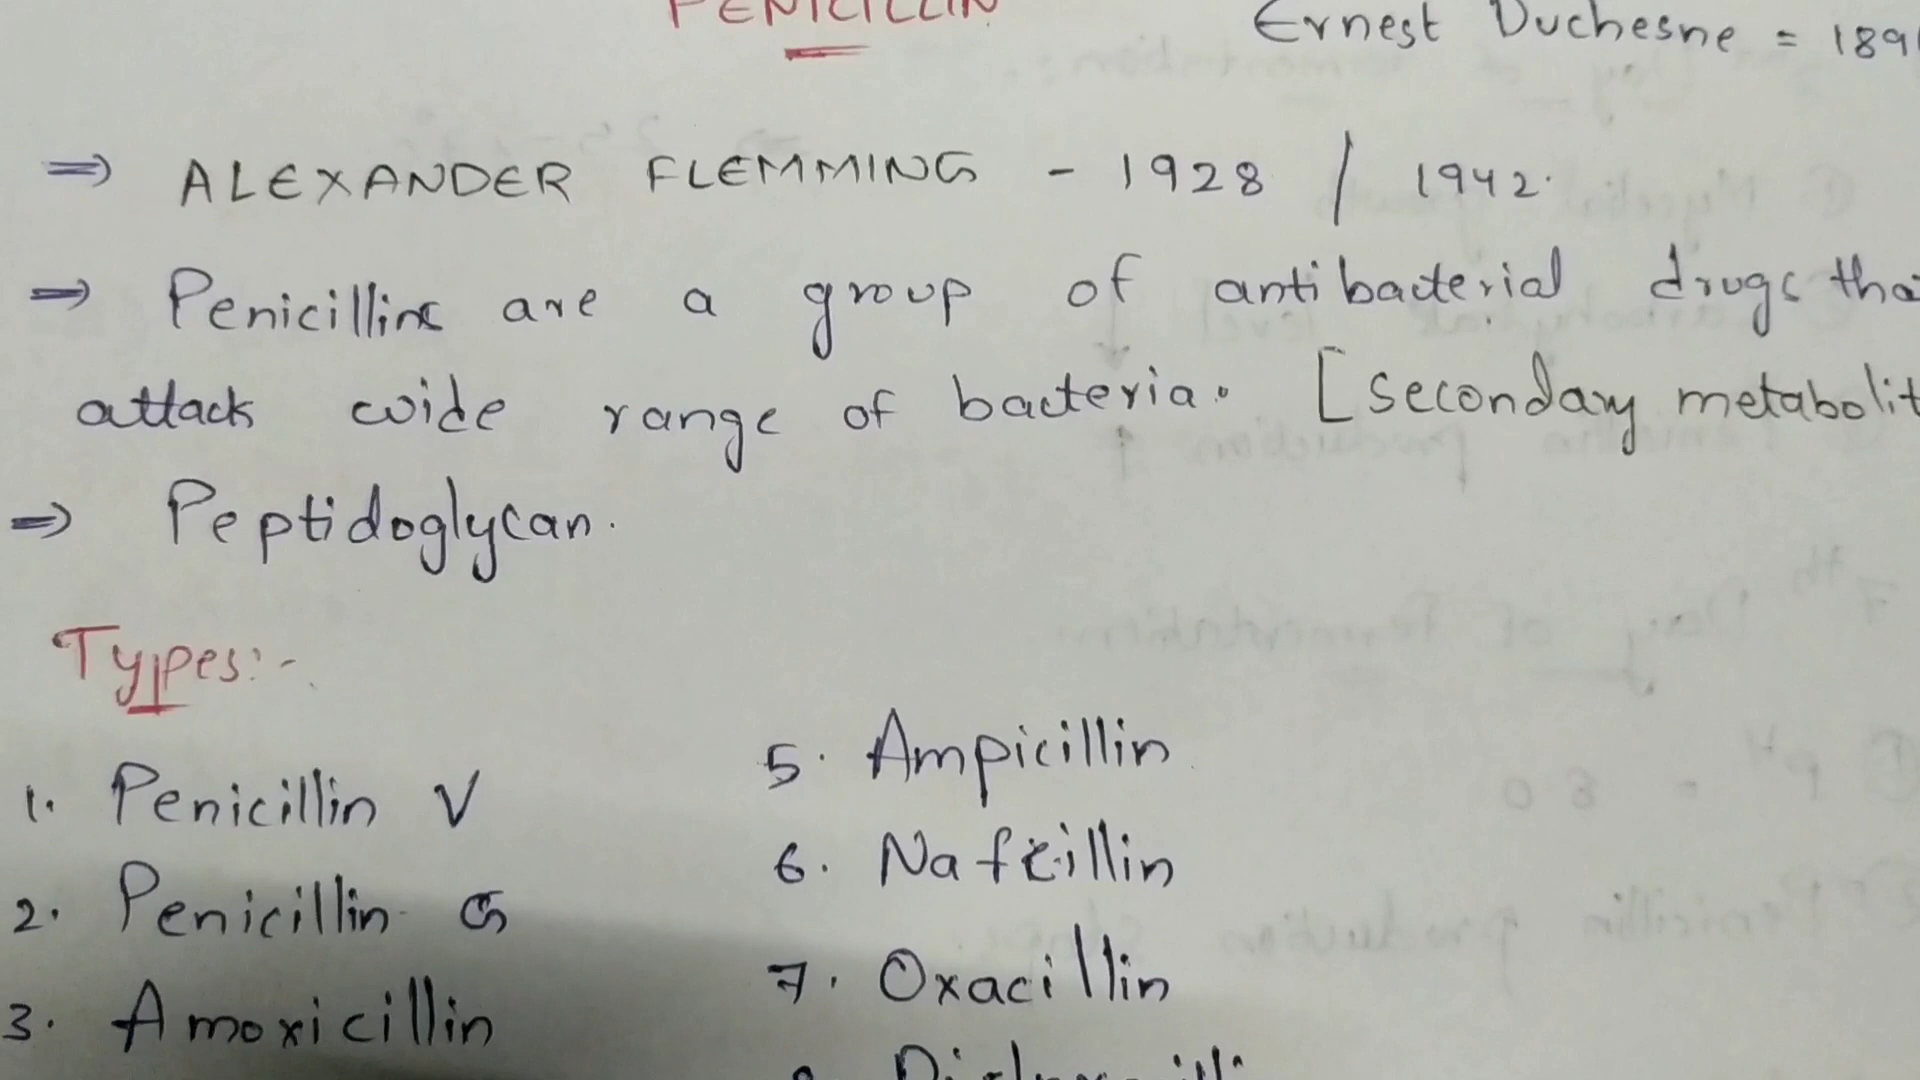 PENICILLIN
Ernest Duchesne = 189
⇒ ALEXANDER FLEMMING - 1928 / 1942.
⇒ Penicillins are a group of antibacterial drugs tha
attack wide range of bacteria. [secondary metabolit
⇒ Peptidoglycan.
Types:-
1. Penicillin V
2. Penicillin G
3. Amoxicillin
5. Ampicillin
6. Nafcillin
7. Oxacillin